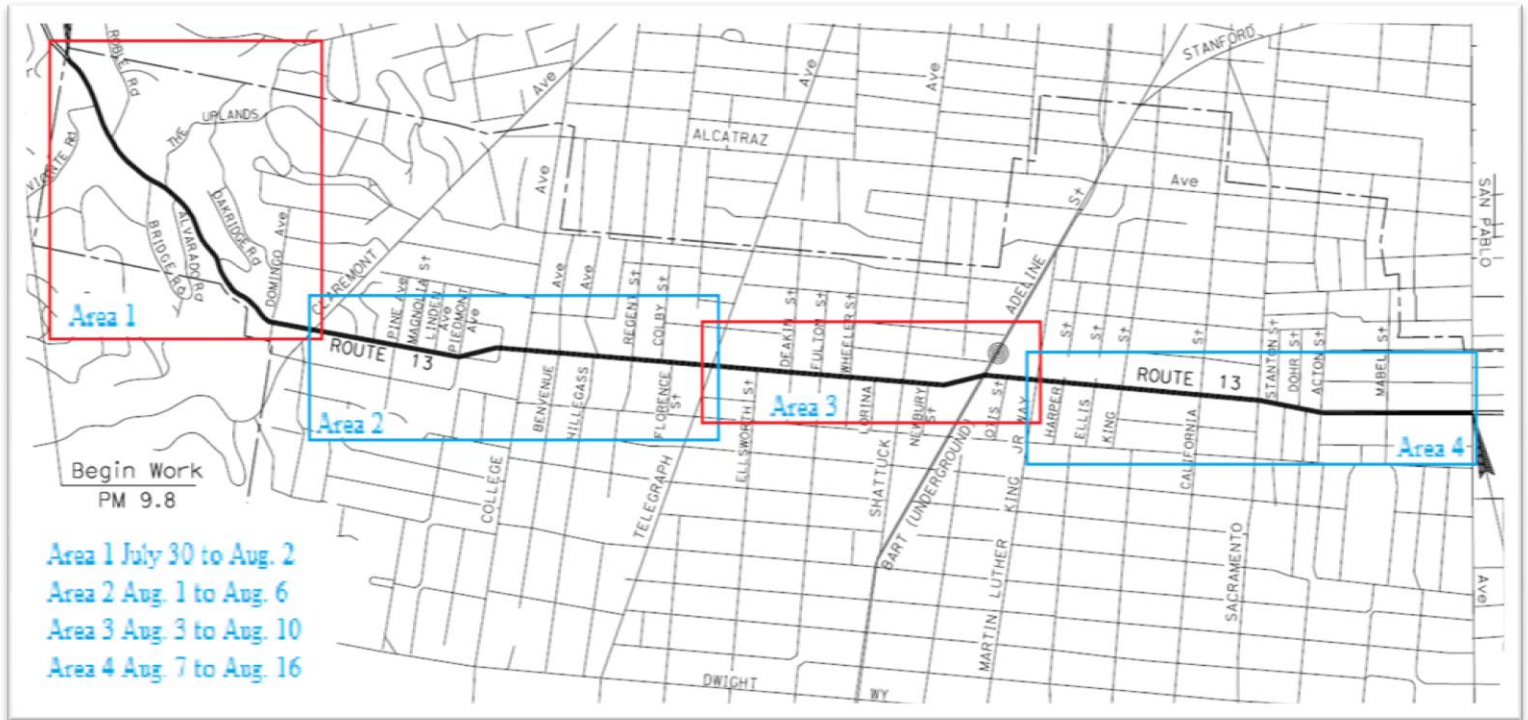 ROBLE Rd
VICENTE Rd
THE UPLANDS
BRIDGE Rd
ALVARADO Rd
OAKRIDGE Rd
DOMINGO Ave
CLAREMONT Ave
Area 1
ALCATRAZ Ave
STANFORD
SAN PABLO Ave
PINE Ave
MAGNOLIA St
LINDEN Ave
PIEDMONT Ave
ROUTE 13
Area 2
COLLEGE Ave
BENVENUE Ave
HILLEGASS Ave
REGENT St
COLBY St
FLORENCE St
TELEGRAPH Ave
ELLSWORTH St
DEAKIN St
FULTON St
WHEELER St
Area 3
LORINA
SHATTUCK Ave
NEWBURY St
ADELINE St
BART (UNDERGROUND)
OTIS St
MARTIN LUTHER KING JR WAY
HARPER St
ELLIS St
KING St
ROUTE 13
CALIFORNIA St
SACRAMENTO
STANTON St
DOHR St
ACTON St
MABEL St
Area 4
DWIGHT WY
Begin Work
PM 9.8
Area 1 July 30 to Aug. 2
Area 2 Aug. 1 to Aug. 6
Area 3 Aug. 3 to Aug. 10
Area 4 Aug. 7 to Aug. 16